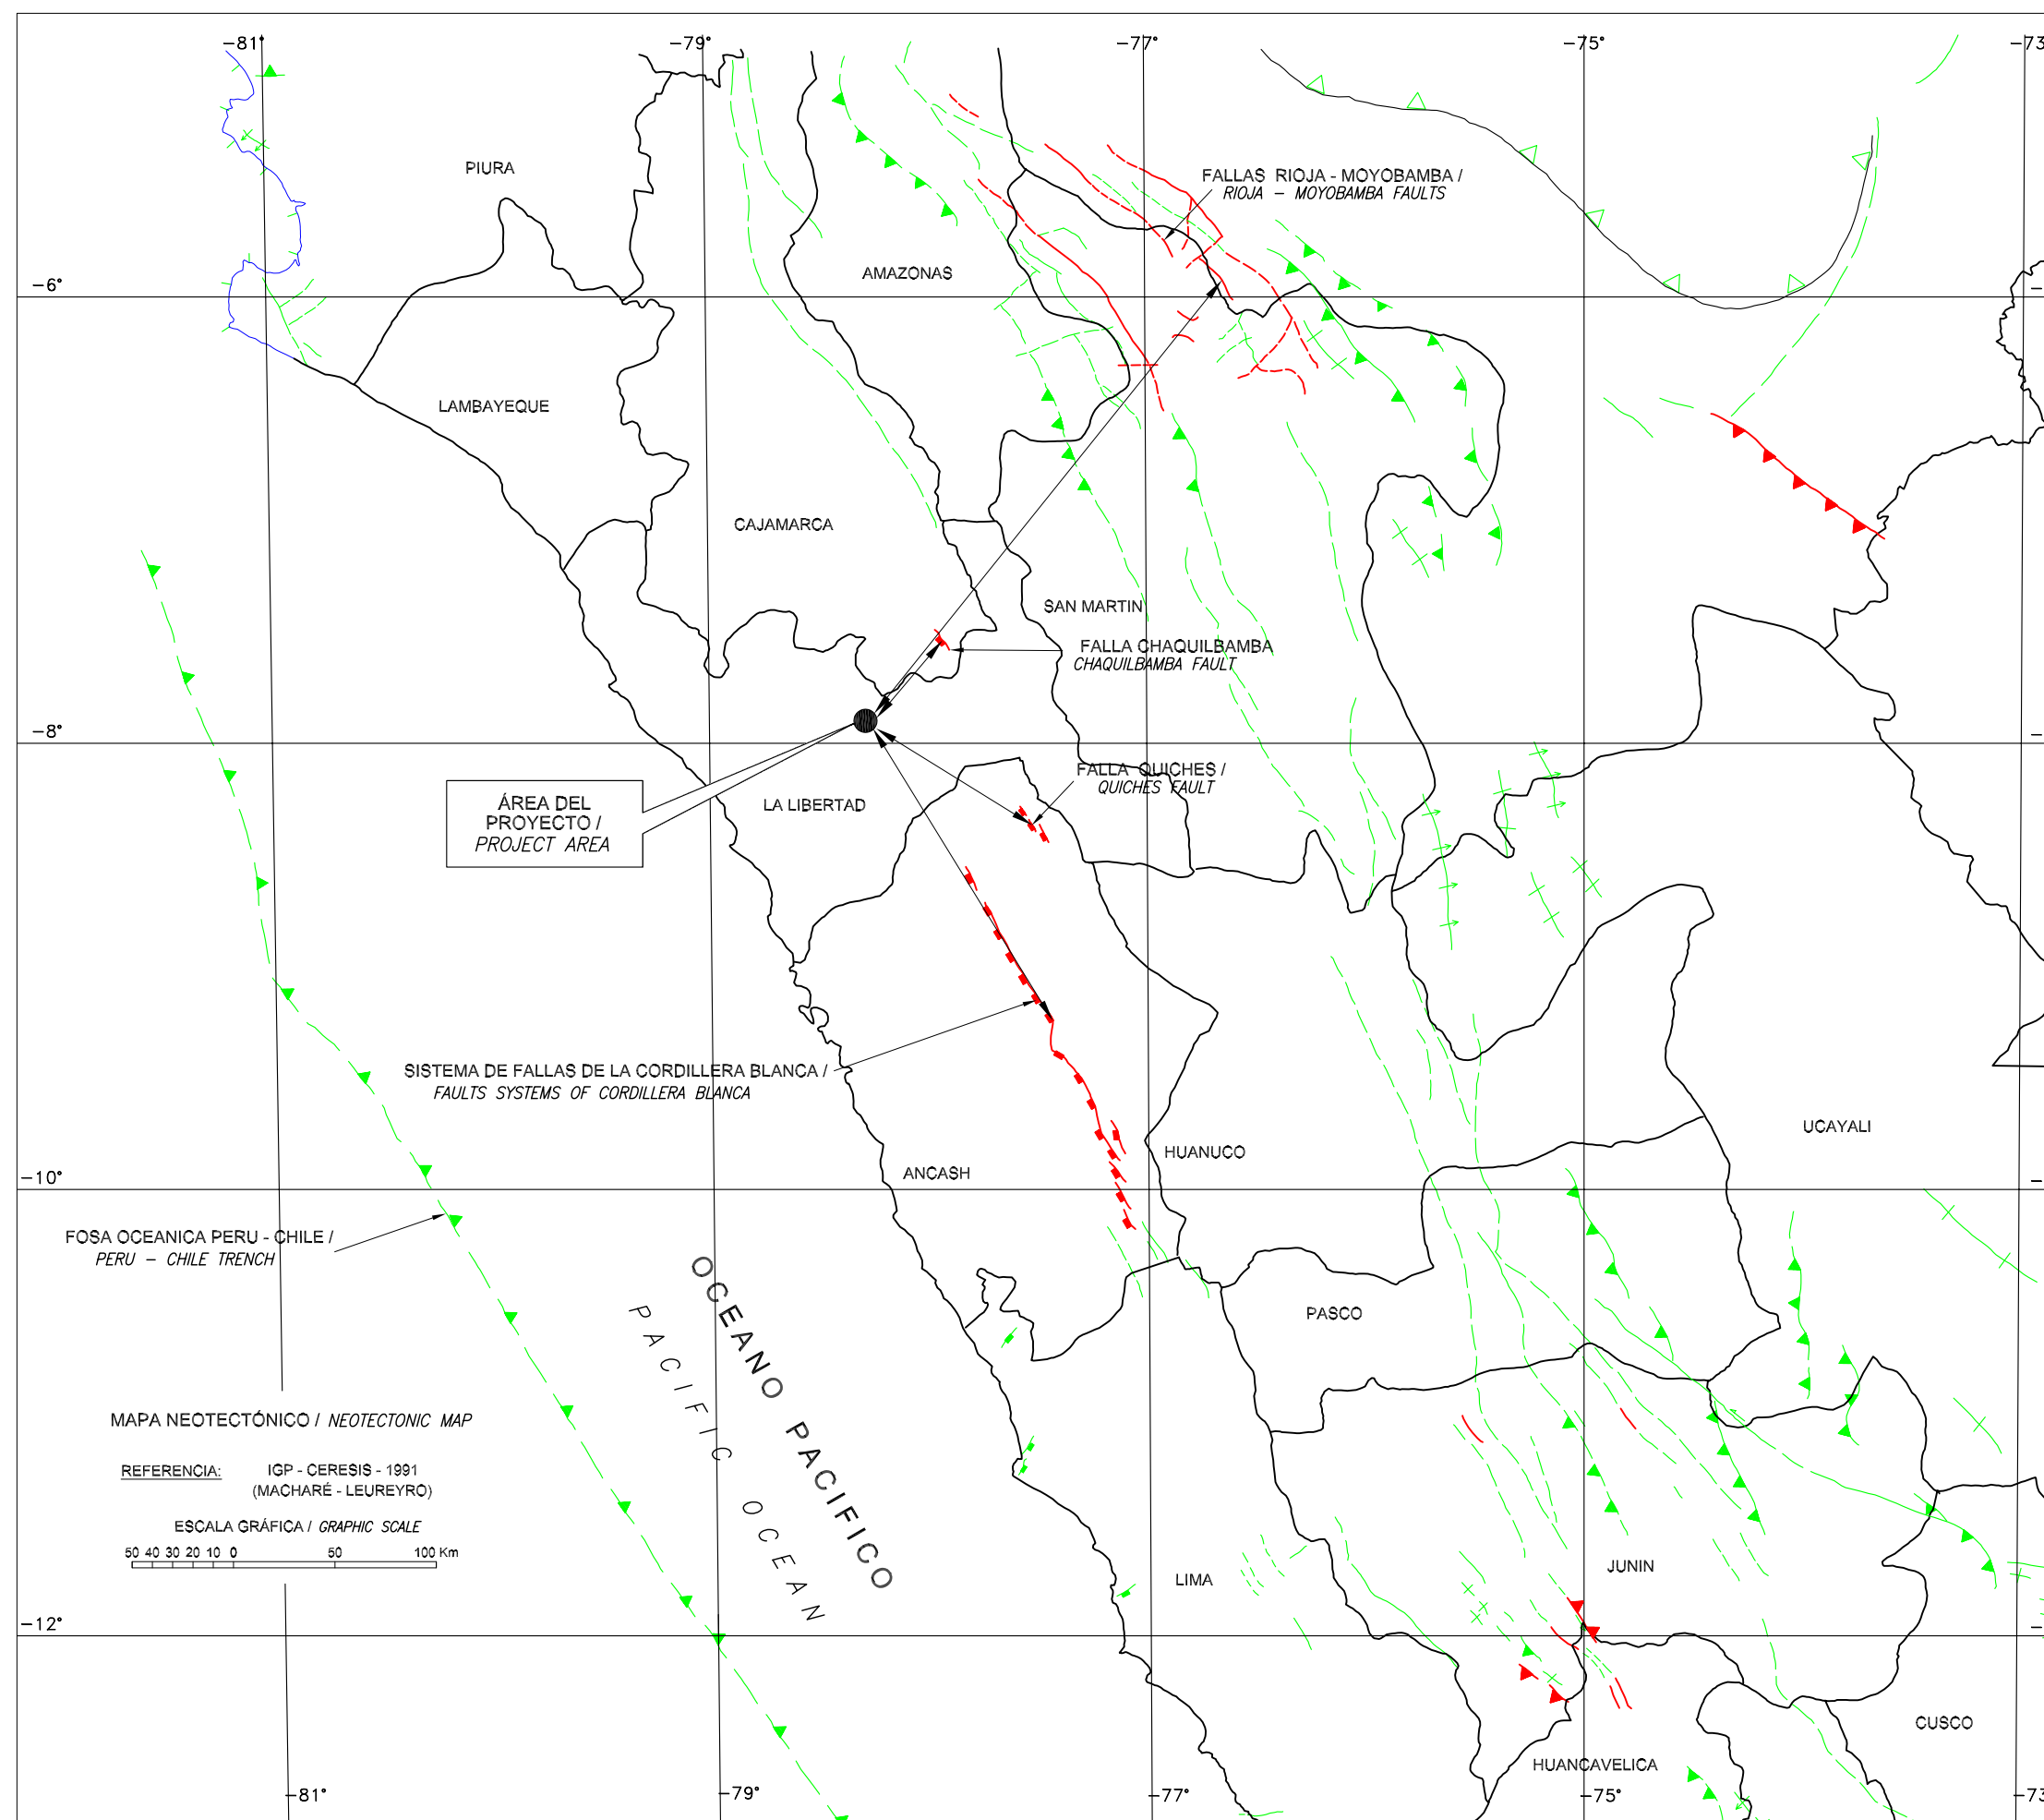 -81°
-79°
-77°
-75°
-73
PIURA
FALLAS RIOJA - MOYOBAMBA /
RIOJA - MOYOBAMBA FAULTS
AMAZONAS
-6°
LAMBAYEQUE
CAJAMARCA
SAN MARTIN
FALLA CHAQUILBAMBA
CHAQUILBAMBA FAULT
-8°
FALLA QUICHES /
QUICHES FAULT
ÁREA DEL
PROYECTO /
PROJECT AREA
LA LIBERTAD
SISTEMA DE FALLAS DE LA CORDILLERA BLANCA /
FAULTS SYSTEMS OF CORDILLERA BLANCA
UCAYALI
HUANUCO
ANCASH
-10°
FOSA OCEANICA PERU - CHILE /
PERU - CHILE TRENCH
OCEANO PACIFICO
PACIFIC OCEAN
PASCO
MAPA NEOTECTÓNICO / NEOTECTONIC MAP
REFERENCIA: IGP - CERESIS - 1991
(MACHARÉ - LEUREYRO)
ESCALA GRÁFICA / GRAPHIC SCALE
50 40 30 20 10 0 50 100 Km
LIMA
JUNIN
-12°
CUSCO
HUANCAVELICA
-81°
-79°
-77°
-75°
-73